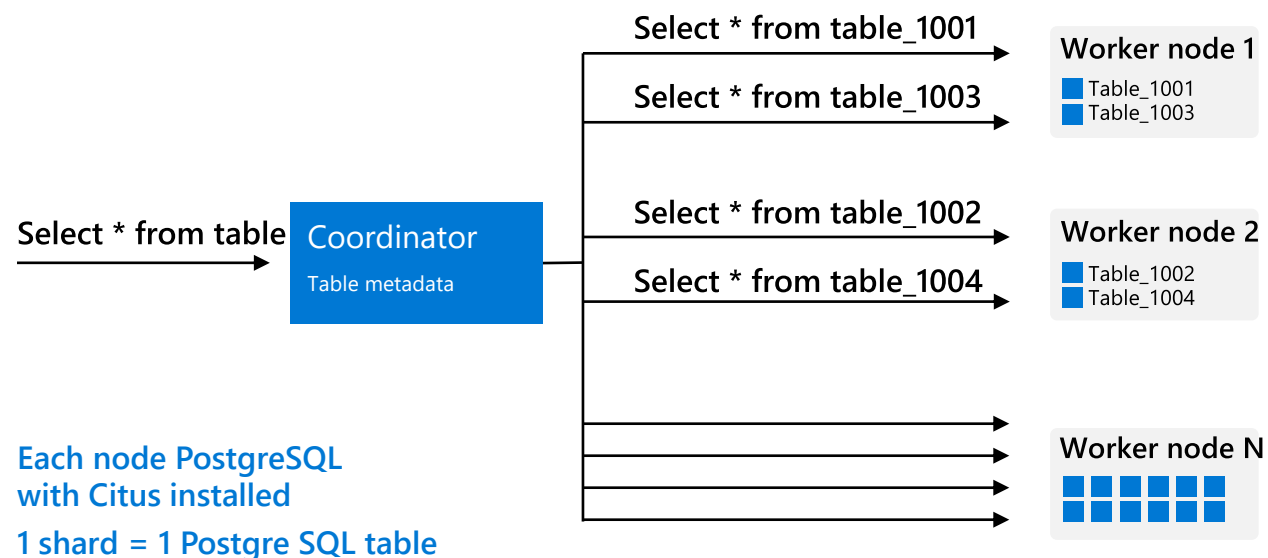 Select * from table_1001
Worker node 1
Table_1001
Select * from table_1003
Table_1003
Select * from table
Coordinator
Table metadata
Select * from table_1002
Worker node 2
Table_1002
Select * from table_1004
Table_1004
Worker node N
Each node PostgreSQL
with Citus installed
1 shard = 1 Postgre SQL table